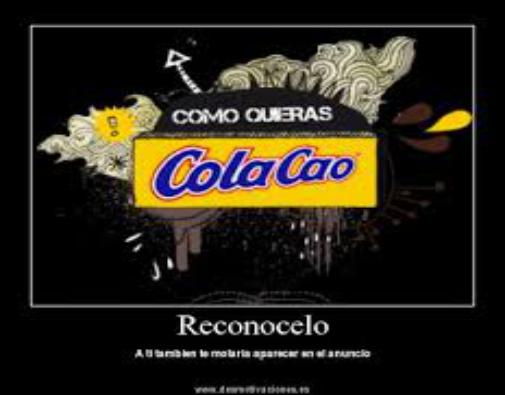 COMO QUIERAS
ColaCao
Reconocelo
A ti tambien te molaria aparecer en el anuncio
www.desmotivaciones.es